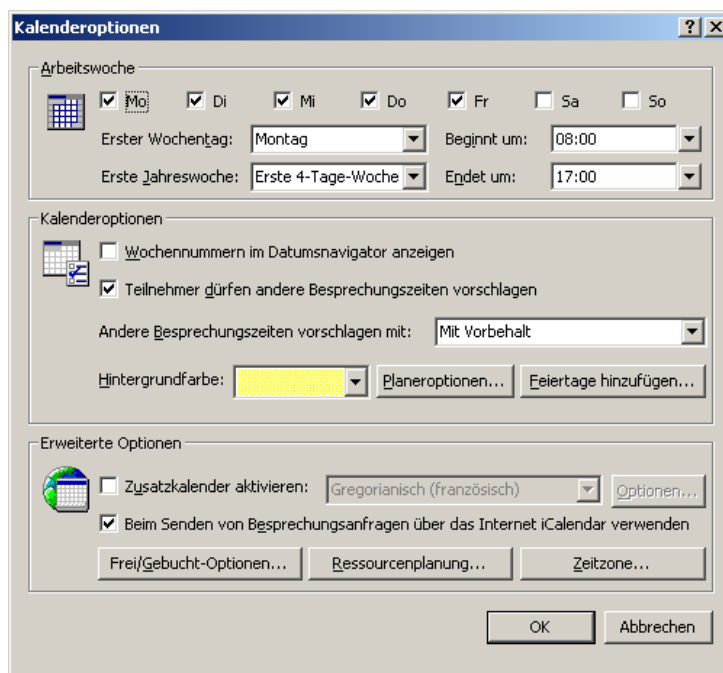 Kalenderoptionen
Arbeitswoche
Mo Di Mi Do Fr Sa So
Erster Wochentag: Montag Beginnt um: 08:00
Erste Jahreswoche: Erste 4-Tage-Woche Endet um: 17:00
Kalenderoptionen
Wochennummern im Datumsnavigator anzeigen
Teilnehmer dürfen andere Besprechungszeiten vorschlagen
Andere Besprechungszeiten vorschlagen mit: Mit Vorbehalt
Hintergrundfarbe: Planeroptionen... Feiertage hinzufügen...
Erweiterte Optionen
Zusatzkalender aktivieren: Gregorianisch (französisch) Optionen...
Beim Senden von Besprechungsanfragen über das Internet iCalendar verwenden
Frei/Gebucht-Optionen... Ressourcenplanung... Zeitzone...
OK Abbrechen